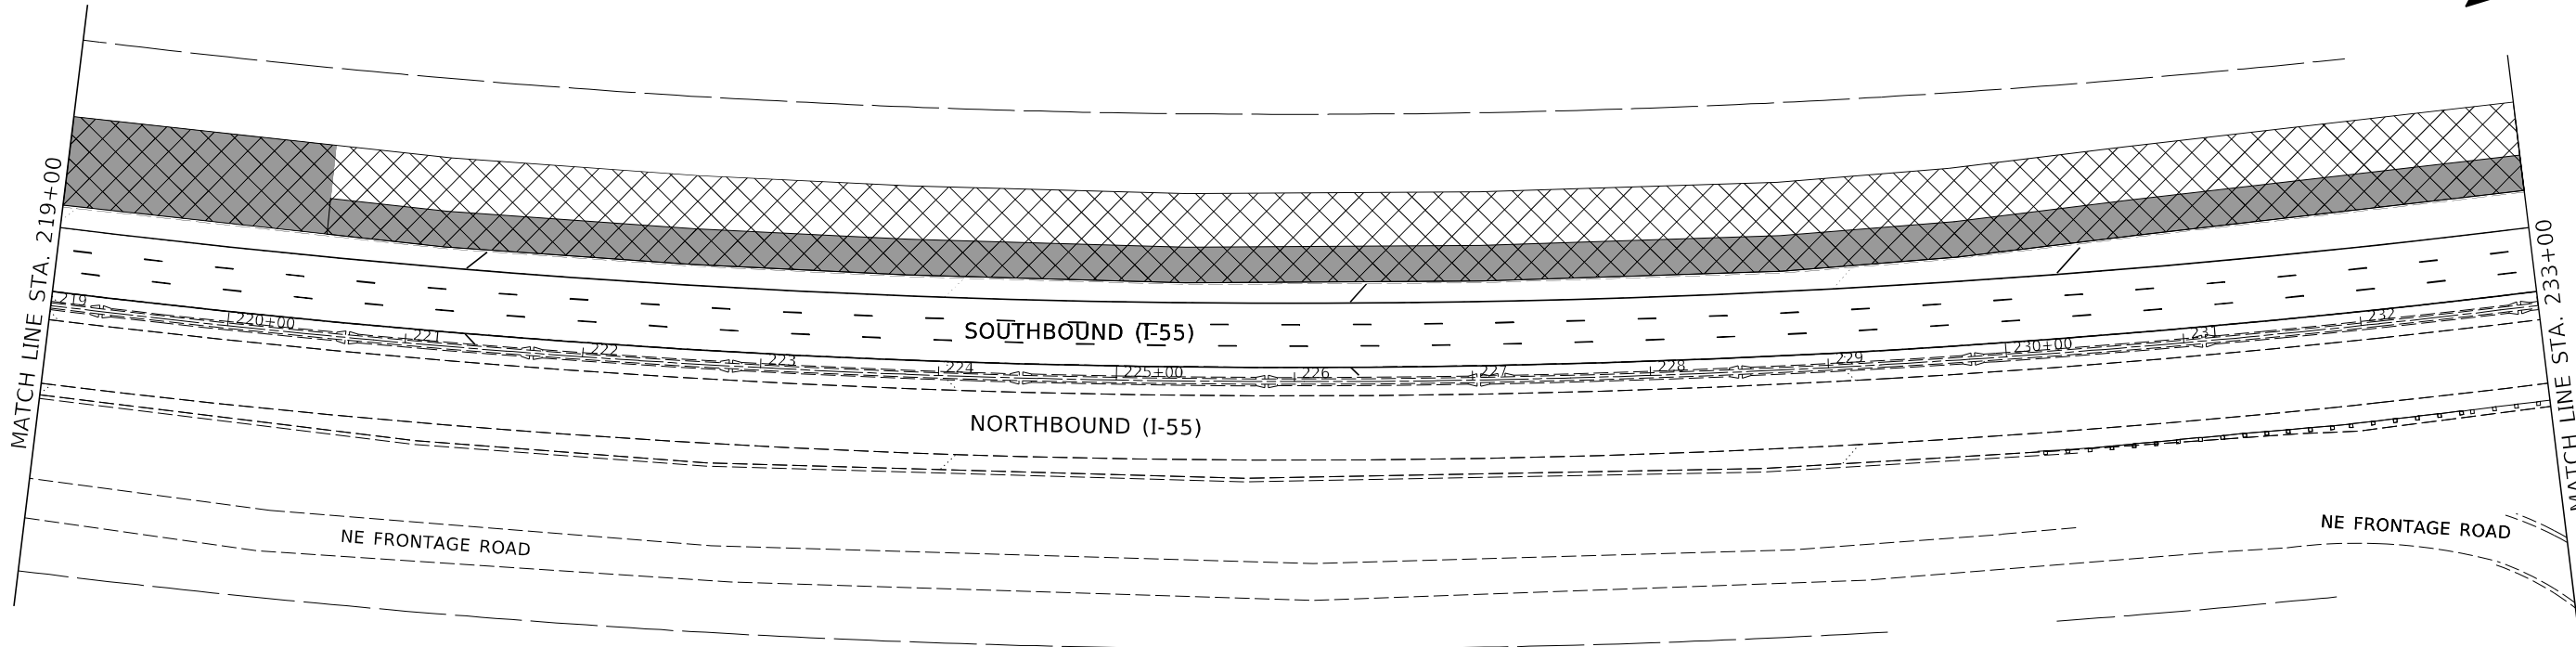 MATCH LINE STA. 219+00
MATCH LINE STA. 233+00
219
220+00
221
222
223
224
225+00
226
227
228
229
230+00
231
232
SOUTHBOUND (I-55)
NORTHBOUND (I-55)
NE FRONTAGE ROAD
NE FRONTAGE ROAD